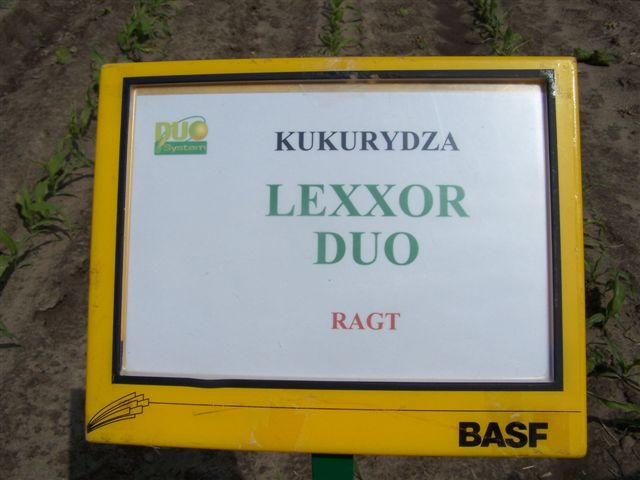 DUO
System
KUKURYDZA
LEXXOR
DUO
RAGT
BASF